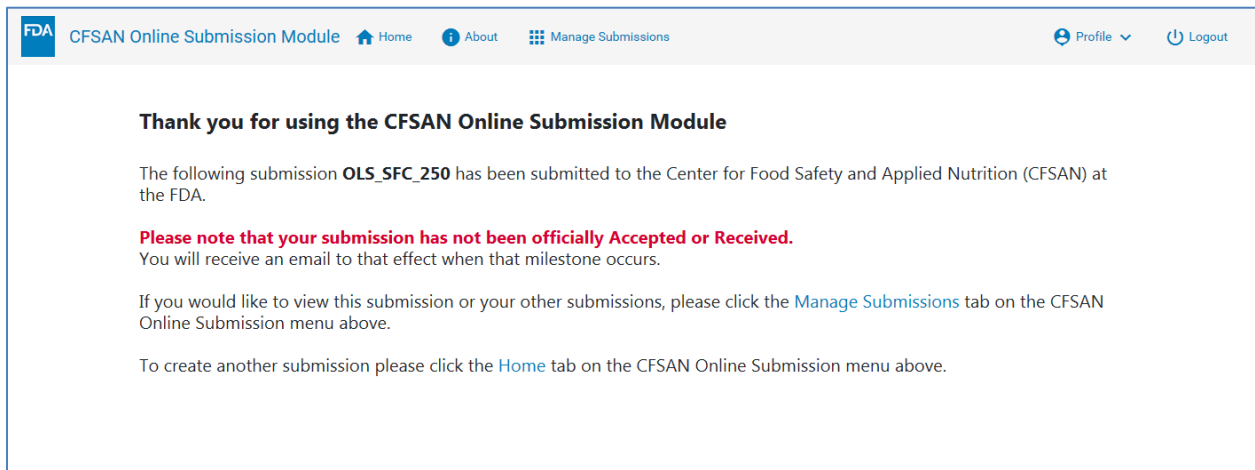 FDA CFSAN Online Submission Module Home About Manage Submissions Profile Logout
Thank you for using the CFSAN Online Submission Module
The following submission OLS_SFC_250 has been submitted to the Center for Food Safety and Applied Nutrition (CFSAN) at
the FDA.
Please note that your submission has not been officially Accepted or Received.
You will receive an email to that effect when that milestone occurs.
If you would like to view this submission or your other submissions, please click the Manage Submissions tab on the CFSAN
Online Submission menu above.
To create another submission please click the Home tab on the CFSAN Online Submission menu above.